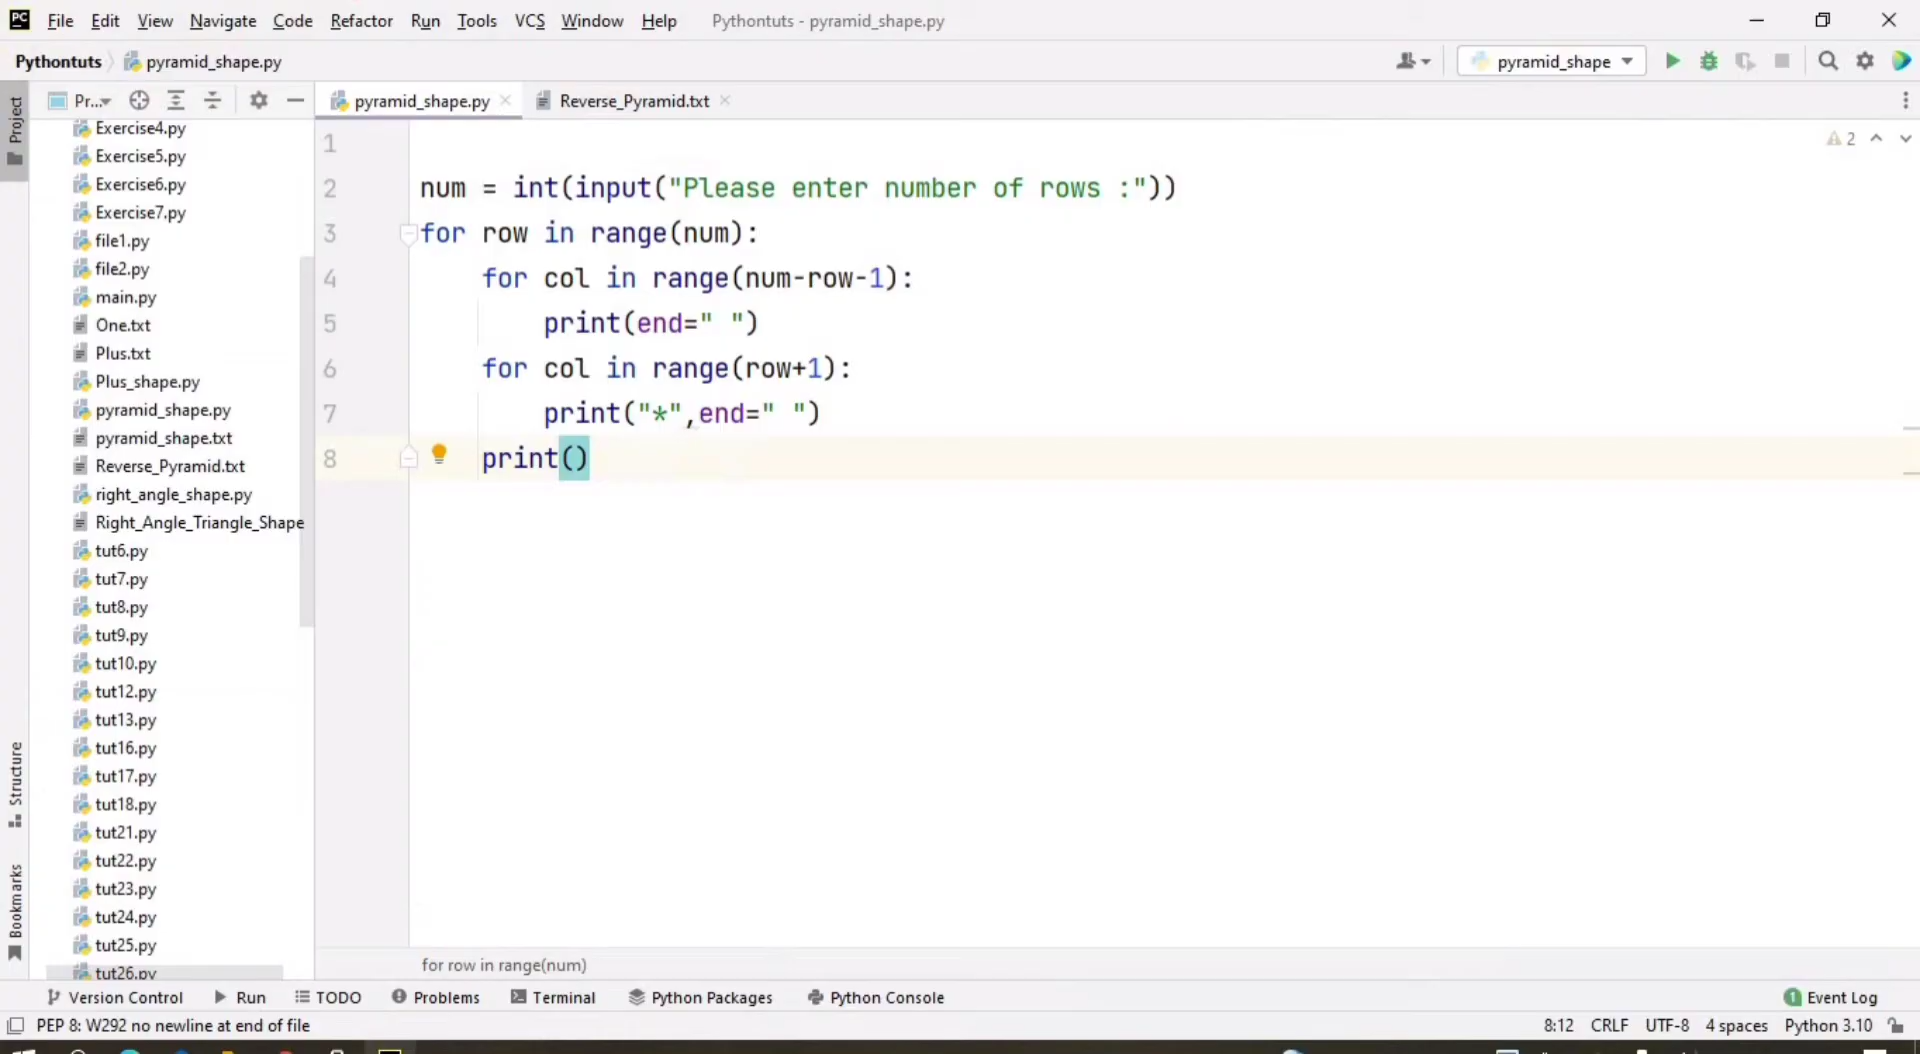 PC File Edit View Navigate Code Refactor Run Tools VCS Window Help Pythontuts - pyramid_shape.py
Pythontuts pyramid_shape.py pyramid_shape
Project Pr... pyramid_shape.py Reverse_Pyramid.txt
Exercise4.py
Exercise5.py
Exercise6.py
Exercise7.py
file1.py
file2.py
main.py
One.txt
Plus.txt
Plus_shape.py
pyramid_shape.py
pyramid_shape.txt
Reverse_Pyramid.txt
right_angle_shape.py
Right_Angle_Triangle_Shape
tut6.py
tut7.py
tut8.py
tut9.py
tut10.py
tut12.py
tut13.py
tut16.py
tut17.py
tut18.py
tut21.py
tut22.py
tut23.py
tut24.py
tut25.py
tut26.py
Structure
Bookmarks
1
2 num = int(input("Please enter number of rows :"))
3 for row in range(num):
4     for col in range(num-row-1):
5         print(end=" ")
6     for col in range(row+1):
7         print("*",end=" ")
8     print()
2
for row in range(num)
Version Control Run TODO Problems Terminal Python Packages Python Console 1 Event Log
PEP 8: W292 no newline at end of file 8:12 CRLF UTF-8 4 spaces Python 3.10